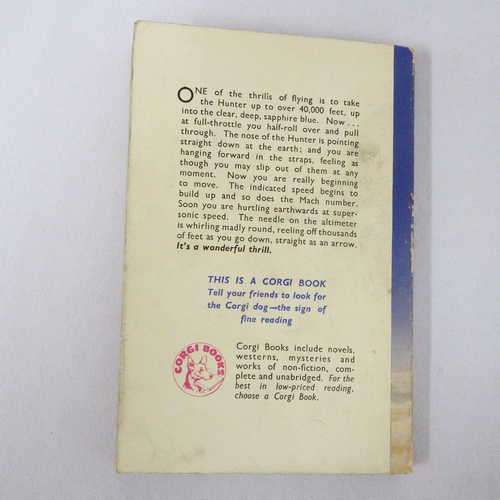 ONE of the thrills of flying is to take
the Hunter up to over 40,000 feet, up
into the clear, deep, sapphire blue. Now . . .
at full-throttle you half-roll over and pull
through. The nose of the Hunter is pointing
straight down at the earth; and you are
hanging forward in the straps, feeling as
though you may slip out of them at any
moment. Now you are really beginning
to move. The indicated speed begins to
build up and so does the Mach number.
Soon you are hurtling earthwards at super-
sonic speed. The needle on the altimeter
is whirling madly round, reeling off thousands
of feet as you go down, straight as an arrow.
It's a wonderful thrill.
THIS IS A CORGI BOOK
Tell your friends to look for
the Corgi dog—the sign of
fine reading
CORGI BOOKS
Corgi Books include novels,
westerns, mysteries and
works of non-fiction, com-
plete and unabridged. For the
best in low-priced reading,
choose a Corgi Book.